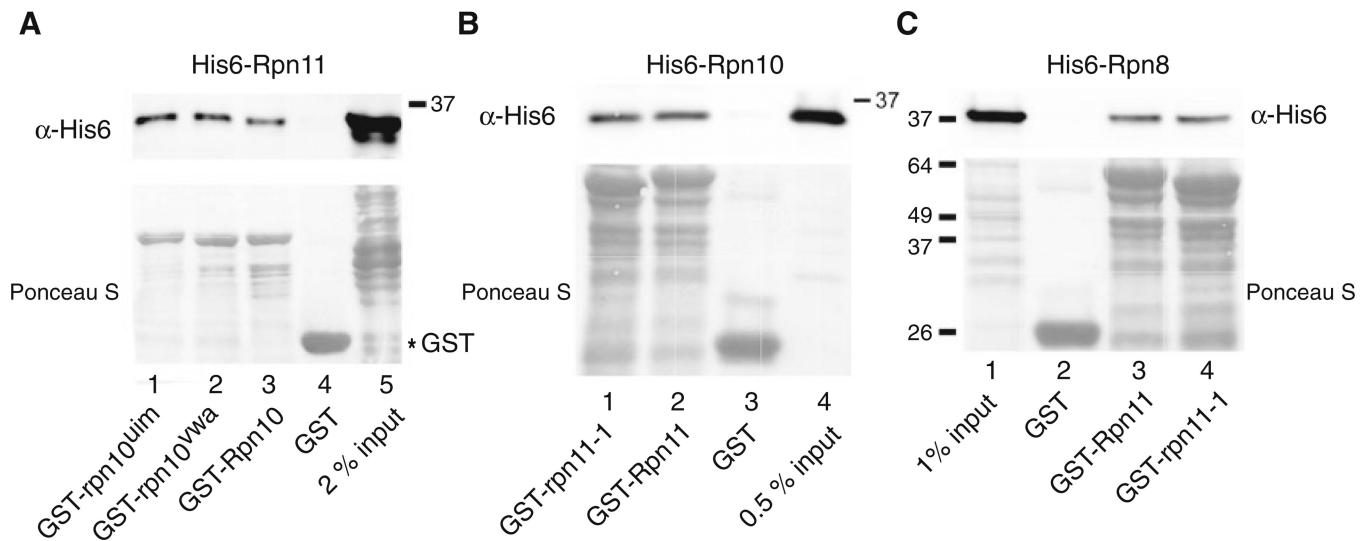 A
His6-Rpn11
α-His6
37
Ponceau S
* GST
1 2 3 4 5
GST-rpn10uim
GST-rpn10vwa
GST-Rpn10
GST
2 % input
B
His6-Rpn10
α-His6
37
Ponceau S
1 2 3 4
GST-rpn11-1
GST-Rpn11
GST
0.5 % input
C
His6-Rpn8
37
α-His6
64
49
37
26
Ponceau S
1 2 3 4
1% input
GST
GST-Rpn11
GST-rpn11-1